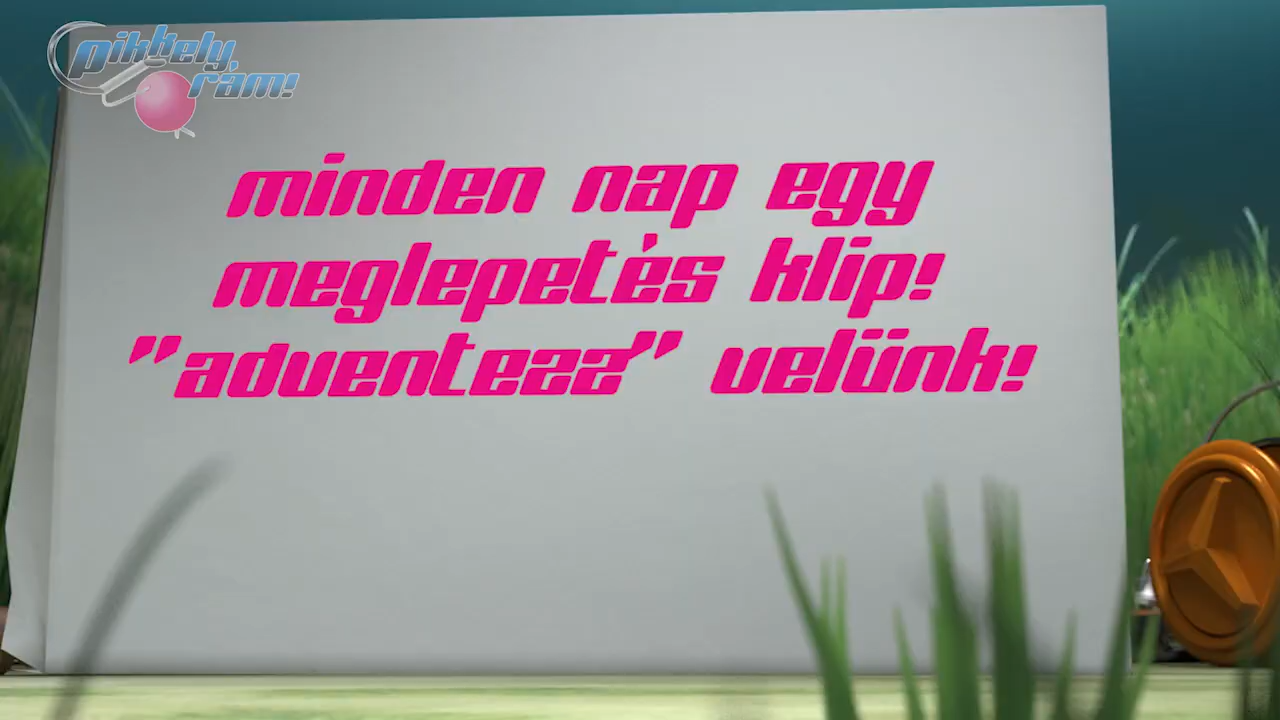 pikkely
rám!
minden nap egy
meglepetés klip!
"adventezz" velünk!